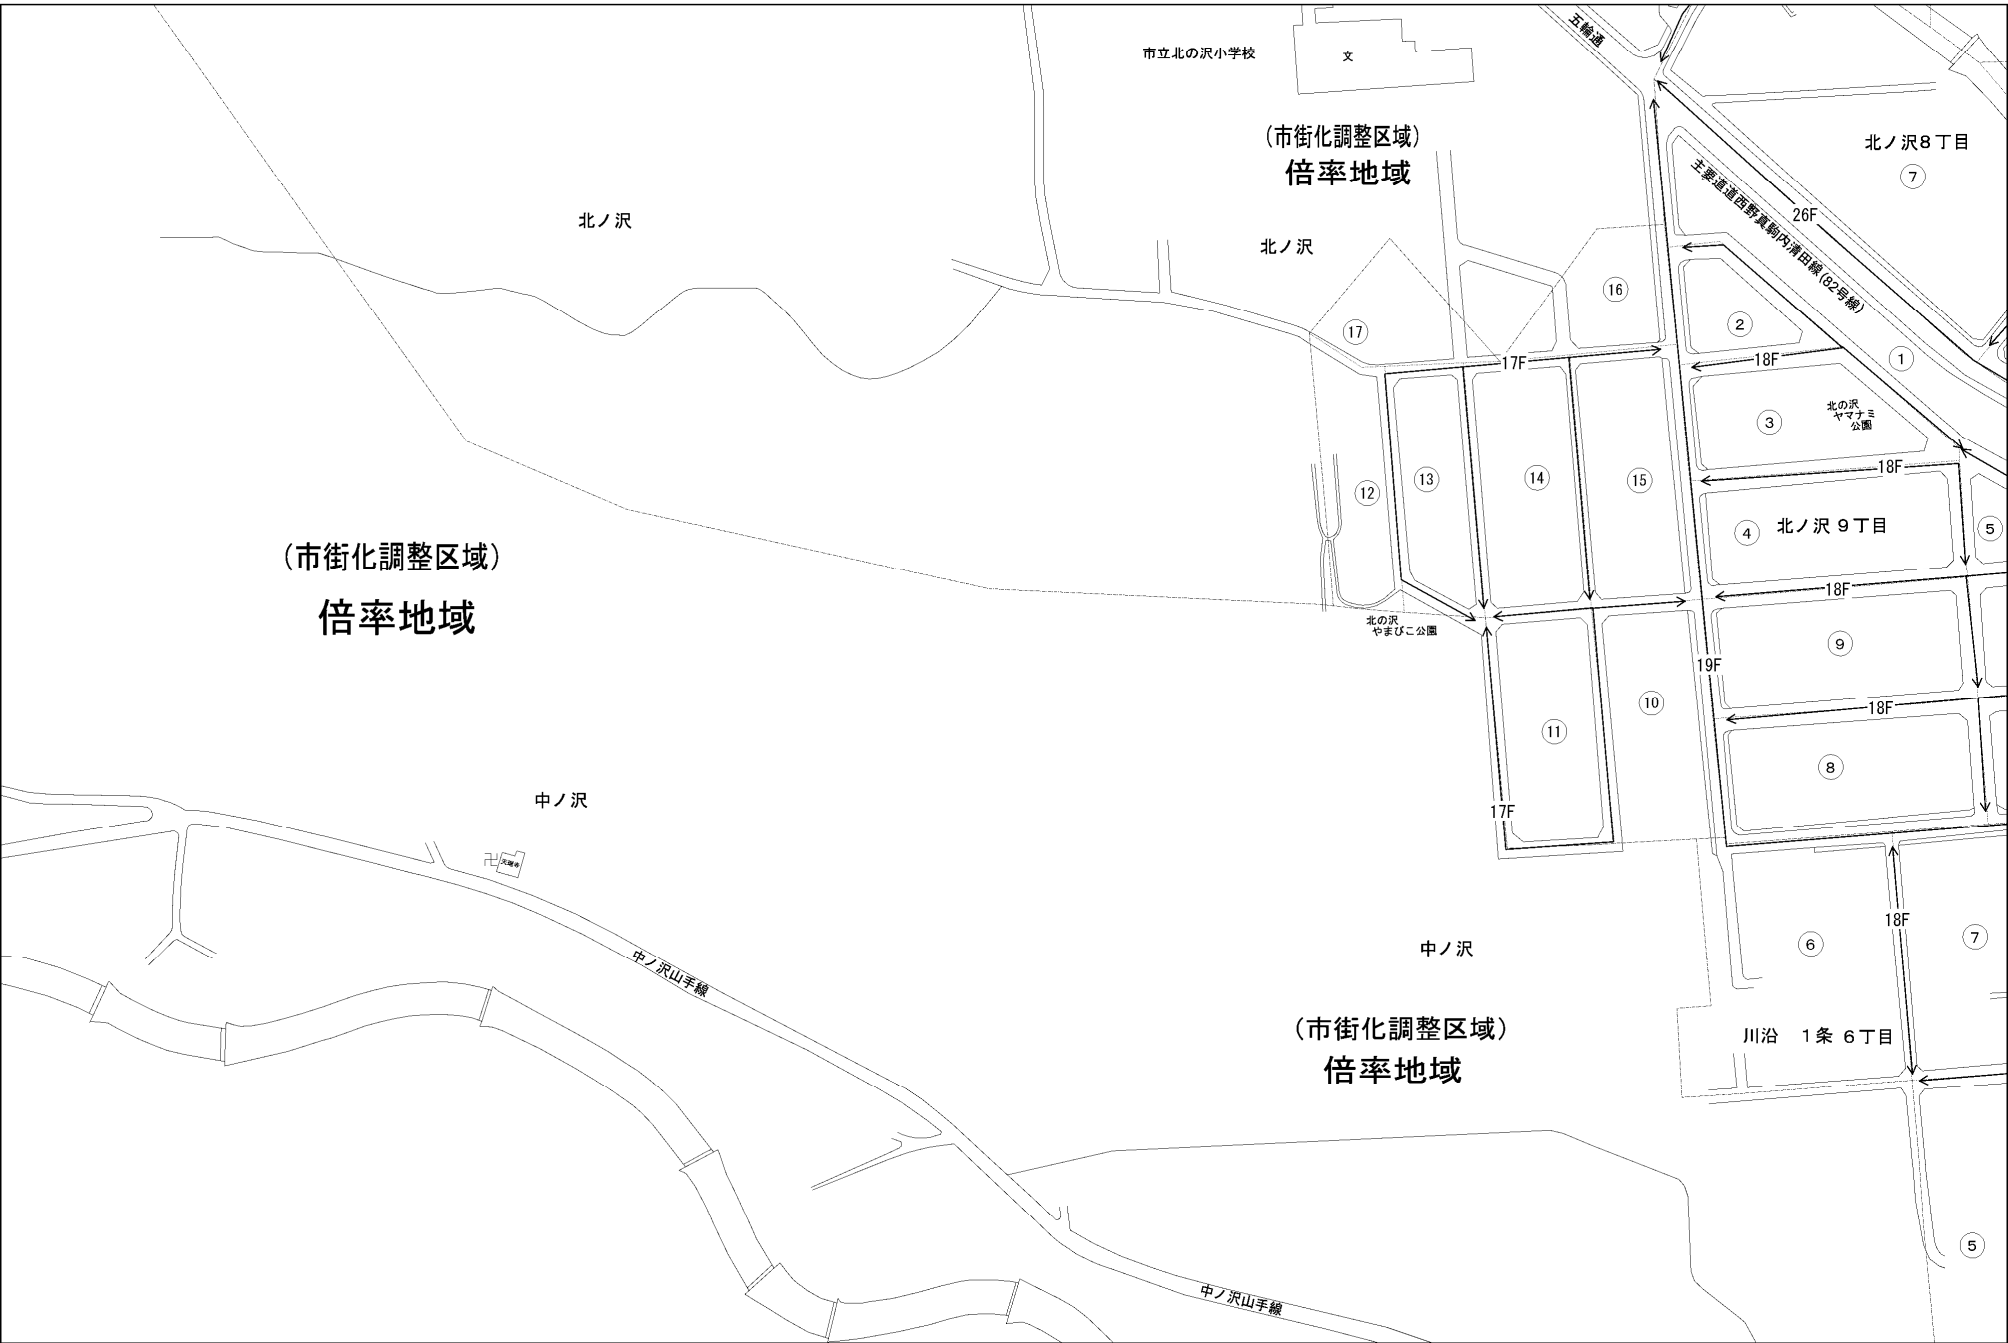 五輪通
市立北の沢小学校
文
(市街化調整区域)
倍率地域
北ノ沢8丁目
7
主要道道西野真駒内清田線(82号線)
26F
北ノ沢
北ノ沢
16
17
2
1
17F
18F
3
北の沢
ヤマナミ
公園
18F
12
13
14
15
4
北ノ沢 9丁目
5
(市街化調整区域)
倍率地域
18F
北の沢
やまびこ公園
9
19F
10
18F
11
8
中ノ沢
17F
卍
18F
6
7
中ノ沢
中ノ沢山手線
(市街化調整区域)
倍率地域
川沿 1条 6丁目
5
中ノ沢山手線